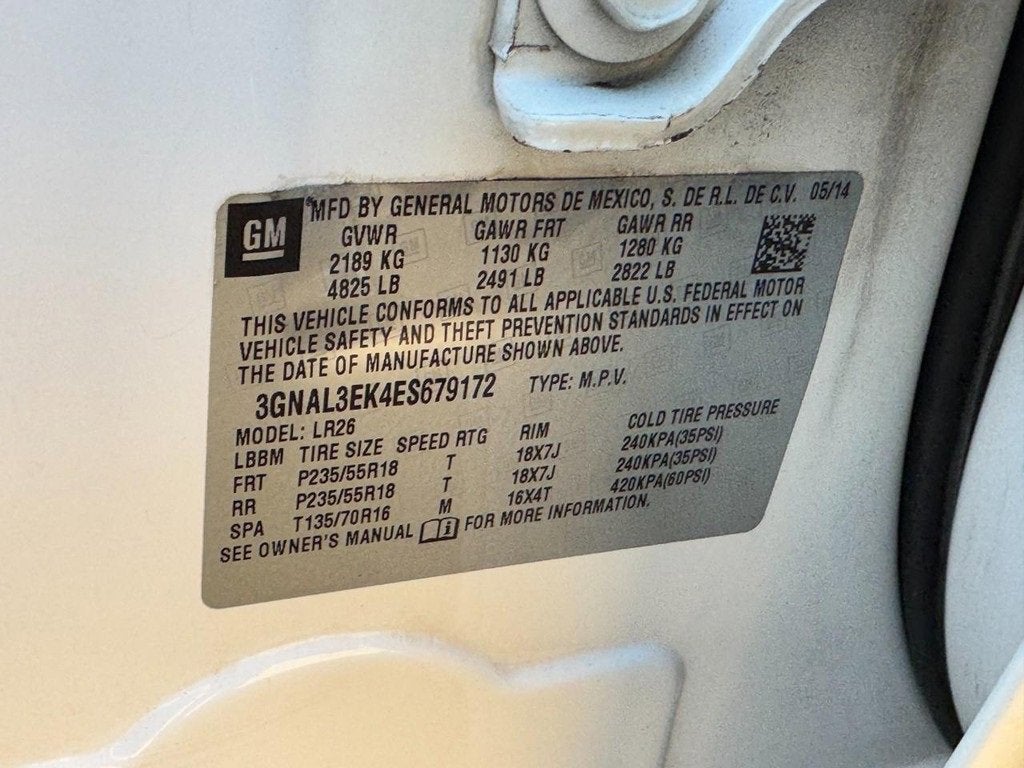 GM
MFD BY GENERAL MOTORS DE MEXICO, S. DE R.L. DE C.V. 05/14
GVWR GAWR FRT GAWR RR
2189 KG 1130 KG 1280 KG
4825 LB 2491 LB 2822 LB
THIS VEHICLE CONFORMS TO ALL APPLICABLE U.S. FEDERAL MOTOR
VEHICLE SAFETY AND THEFT PREVENTION STANDARDS IN EFFECT ON
THE DATE OF MANUFACTURE SHOWN ABOVE.
3GNAL3EK4ES679172 TYPE: M.P.V.
MODEL: LR26
LBBM TIRE SIZE SPEED RTG RIM COLD TIRE PRESSURE
FRT P235/55R18 T 18X7J 240KPA(35PSI)
RR P235/55R18 T 18X7J 240KPA(35PSI)
SPA T135/70R16 M 16X4T 420KPA(60PSI)
SEE OWNER'S MANUAL FOR MORE INFORMATION.